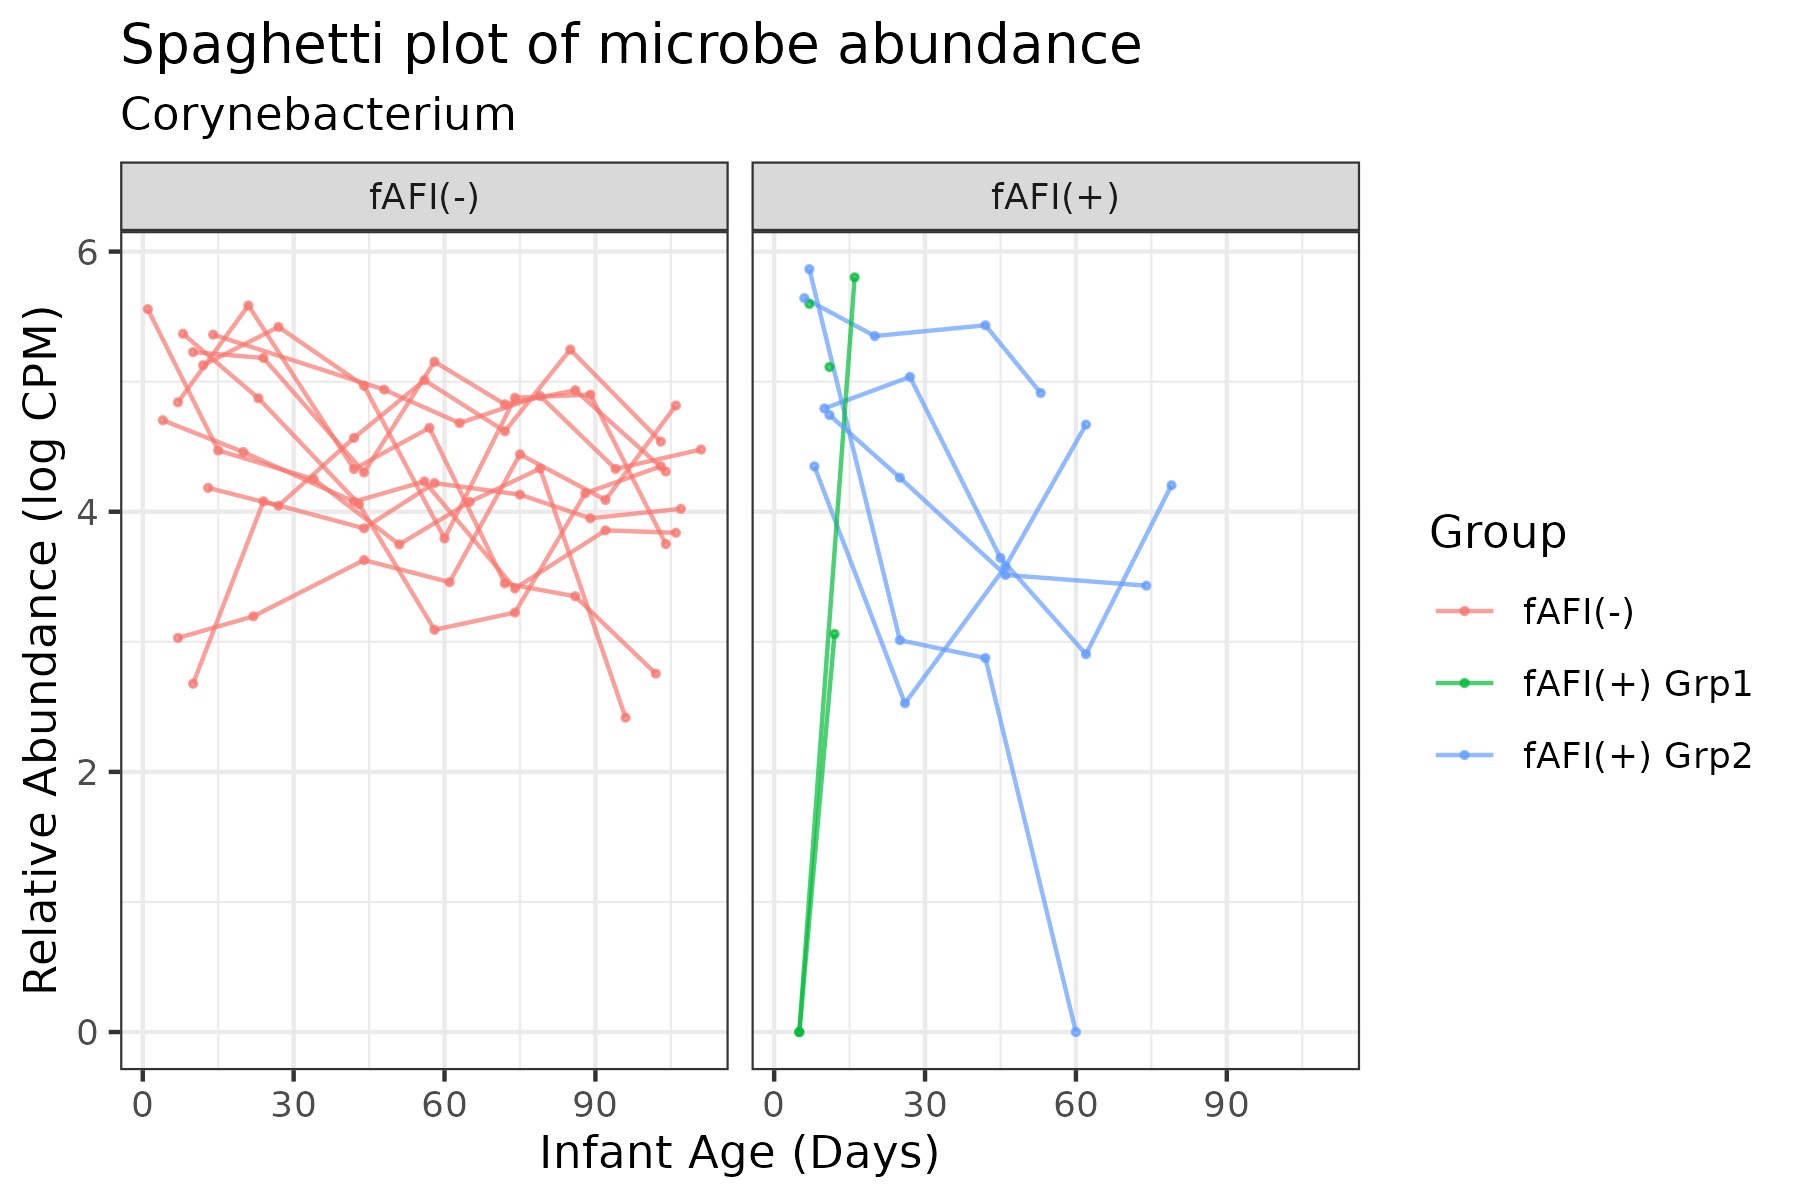 Spaghetti plot of microbe abundance
Corynebacterium
fAFI(-) fAFI(+)
Relative Abundance (log CPM)
6
4
2
0
0 30 60 90 0 30 60 90
Infant Age (Days)
Group
fAFI(-)
fAFI(+) Grp1
fAFI(+) Grp2